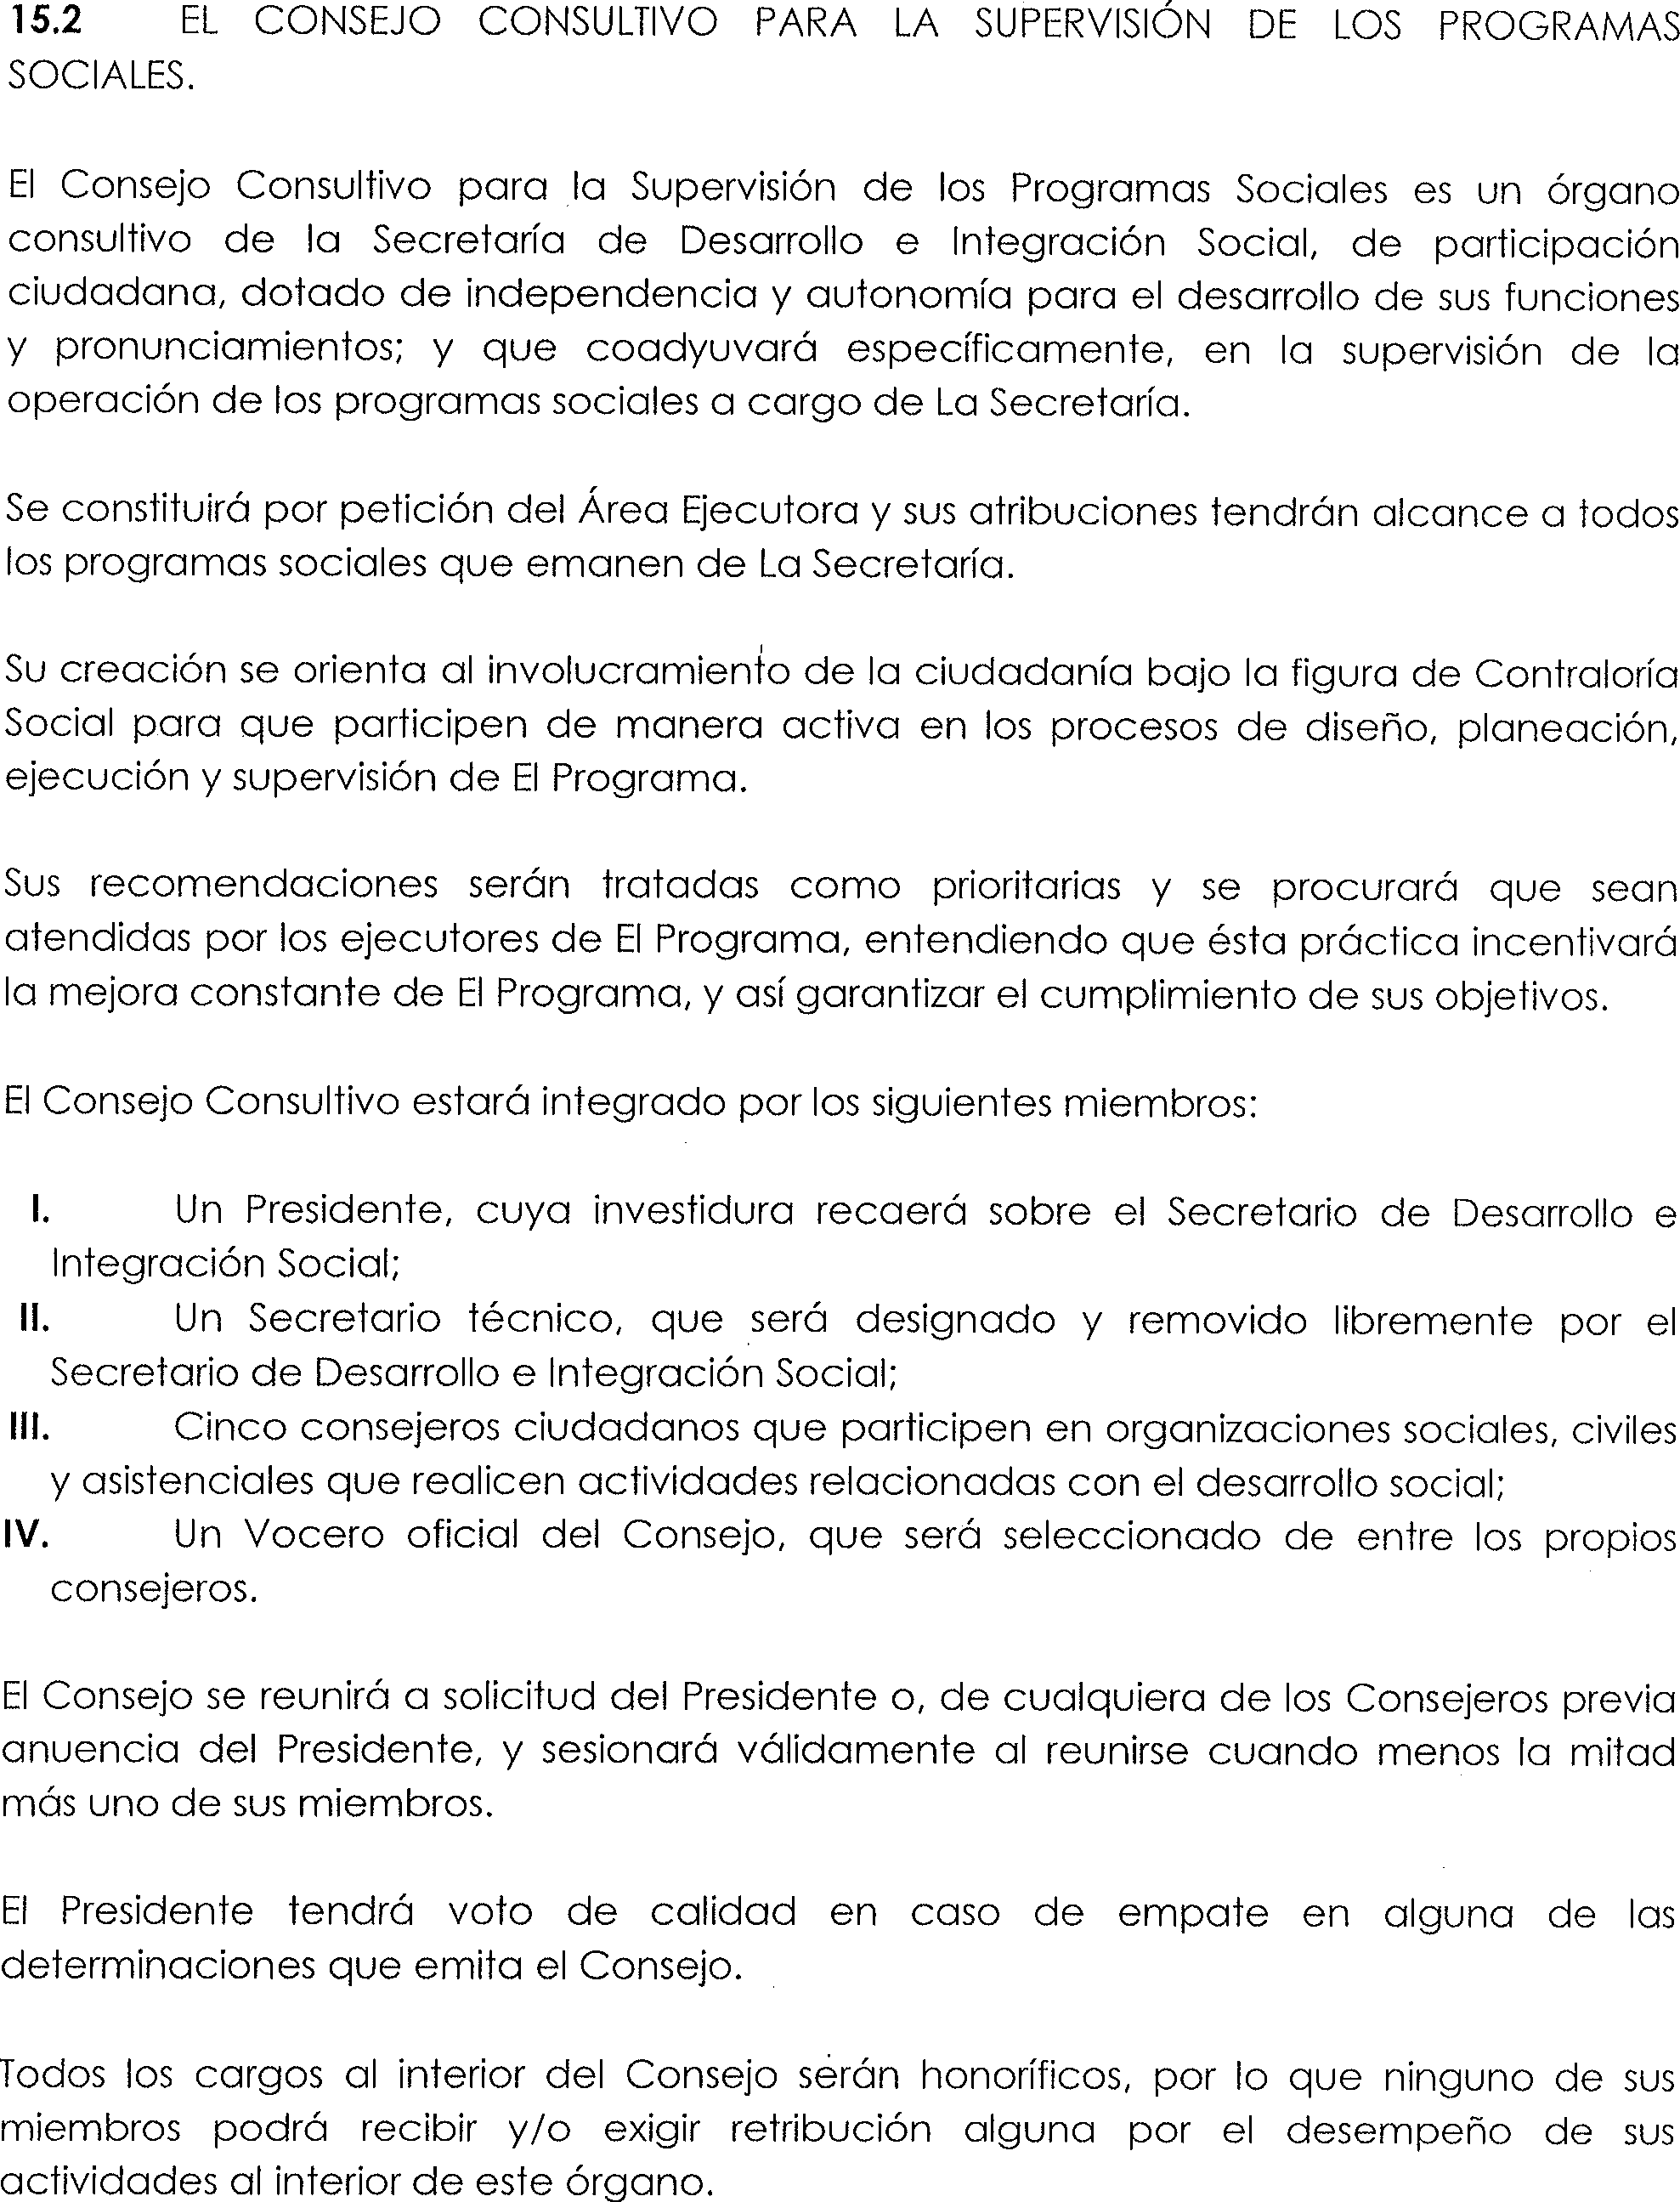 15.2 EL CONSEJO CONSULTIVO PARA LA SUPERVISIÓN DE LOS PROGRAMAS
SOCIALES.
El Consejo Consultivo para la Supervisión de los Programas Sociales es un órgano
consultivo de la Secretaría de Desarrollo e Integración Social, de participación
ciudadana, dotado de independencia y autonomía para el desarrollo de sus funciones
y pronunciamientos; y que coadyuvará específicamente, en la supervisión de la
operación de los programas sociales a cargo de La Secretaría.
Se constituirá por petición del Área Ejecutora y sus atribuciones tendrán alcance a todos
los programas sociales que emanen de La Secretaría.
Su creación se orienta al involucramiento de la ciudadanía bajo la figura de Contraloría
Social para que participen de manera activa en los procesos de diseño, planeación,
ejecución y supervisión de El Programa.
Sus recomendaciones serán tratadas como prioritarias y se procurará que sean
atendidas por los ejecutores de El Programa, entendiendo que ésta práctica incentivará
la mejora constante de El Programa, y así garantizar el cumplimiento de sus objetivos.
El Consejo Consultivo estará integrado por los siguientes miembros:
I. Un Presidente, cuya investidura recaerá sobre el Secretario de Desarrollo e
Integración Social;
II. Un Secretario técnico, que será designado y removido libremente por el
Secretario de Desarrollo e Integración Social;
III. Cinco consejeros ciudadanos que participen en organizaciones sociales, civiles
y asistenciales que realicen actividades relacionadas con el desarrollo social;
IV. Un Vocero oficial del Consejo, que será seleccionado de entre los propios
consejeros.
El Consejo se reunirá a solicitud del Presidente o, de cualquiera de los Consejeros previa
anuencia del Presidente, y sesionará válidamente al reunirse cuando menos la mitad
más uno de sus miembros.
El Presidente tendrá voto de calidad en caso de empate en alguna de las
determinaciones que emita el Consejo.
Todos los cargos al interior del Consejo serán honoríficos, por lo que ninguno de sus
miembros podrá recibir y/o exigir retribución alguna por el desempeño de sus
actividades al interior de este órgano.